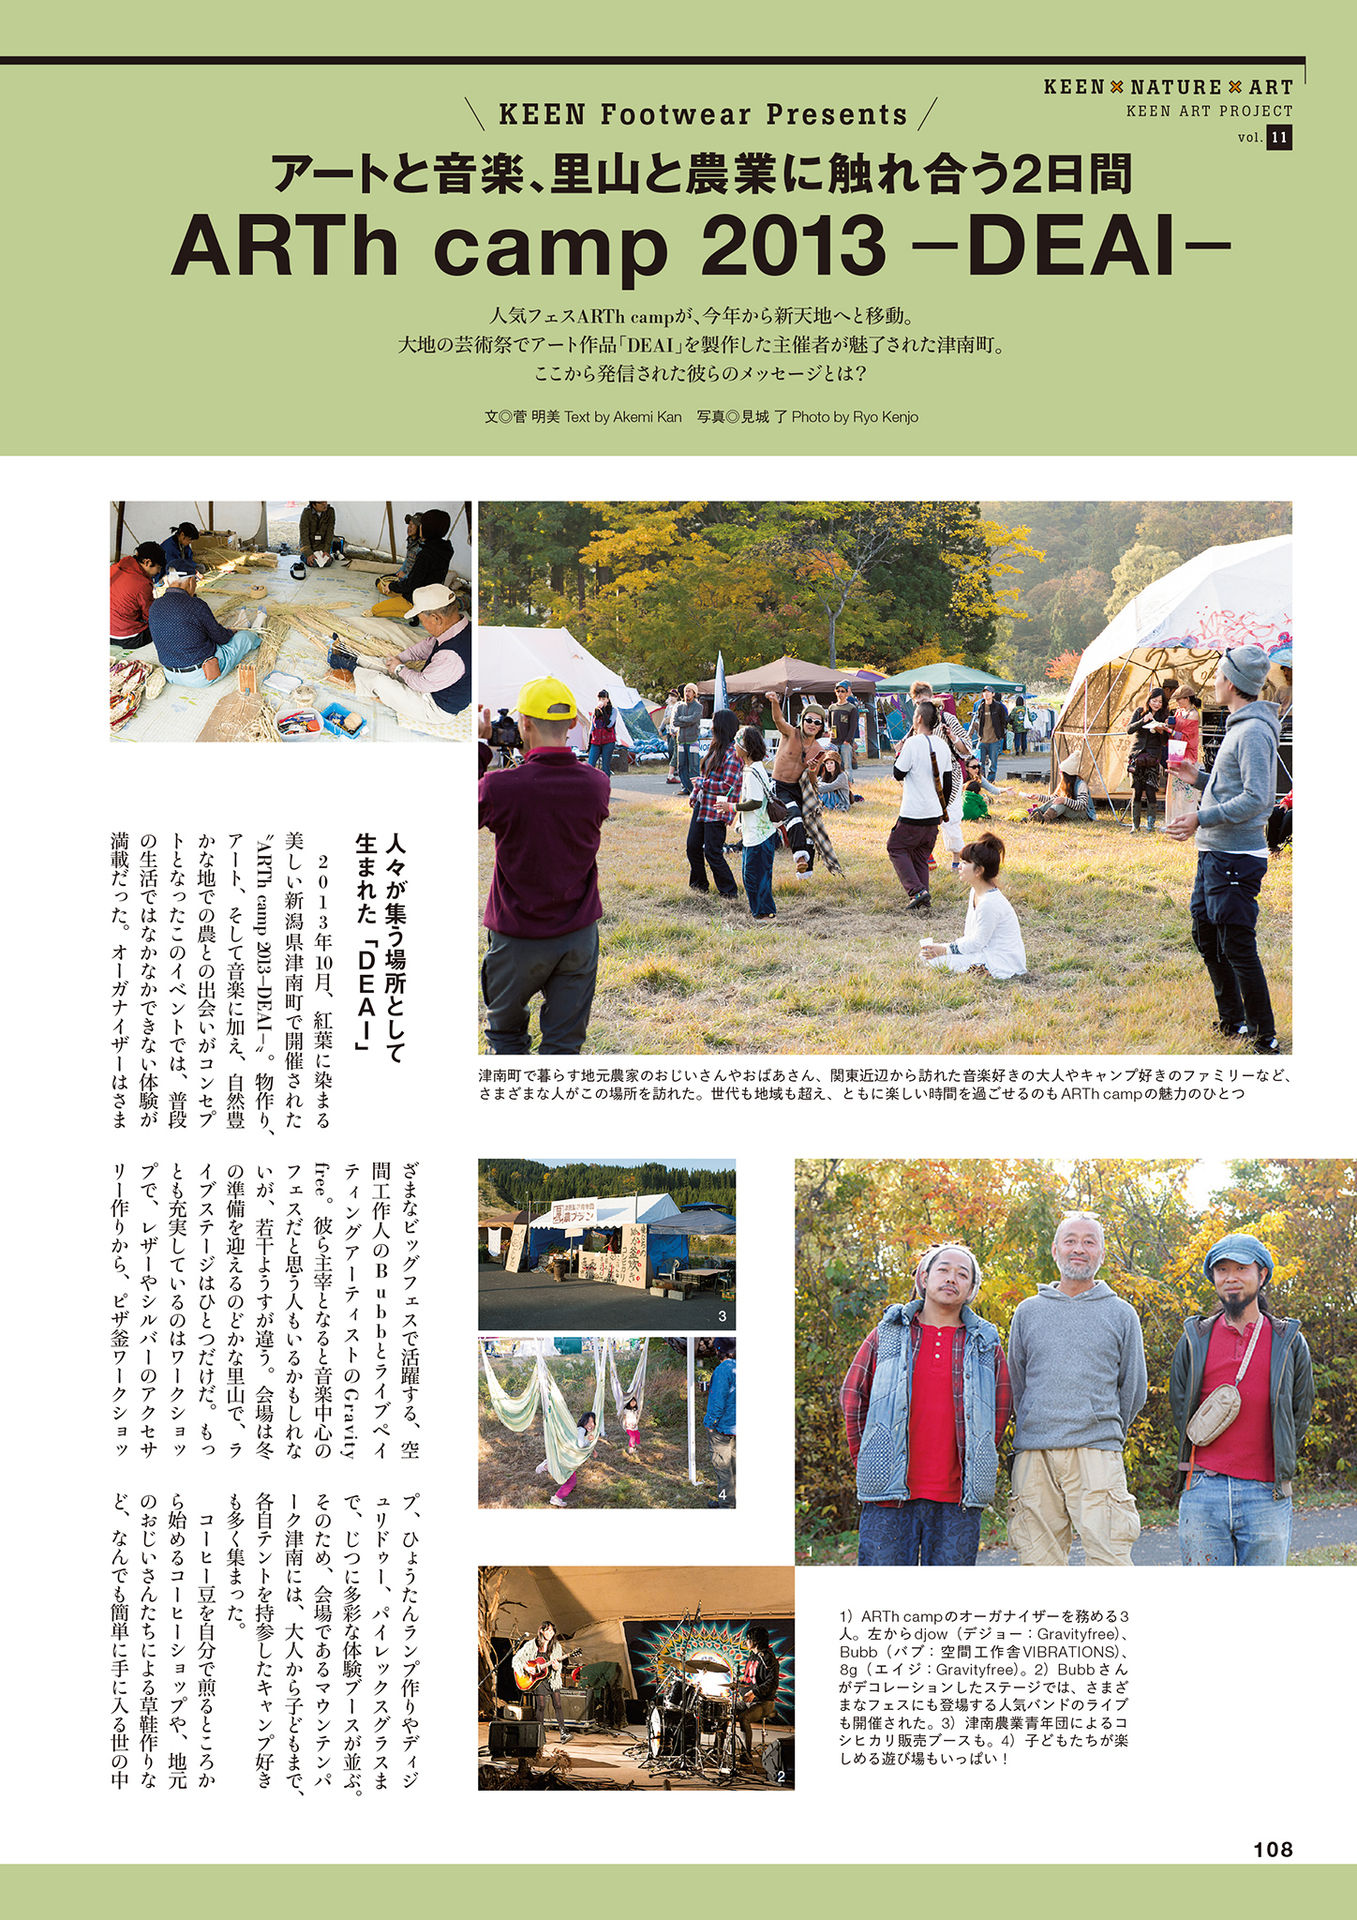 KEEN×NATURE×ART
KEEN ART PROJECT
vol. 11
KEEN Footwear Presents
アートと音楽、里山と農業に触れ合う2日間
ARTh camp 2013 −DEAI−
人気フェスARTh campが、今年から新天地へと移動。
大地の芸術祭でアート作品「DEAI」を製作した主催者が魅了された津南町。
ここから発信された彼らのメッセージとは？
文◎菅 明美 Text by Akemi Kan　写真◎見城 了 Photo by Ryo Kenjo
津南町で暮らす地元農家のおじいさんやおばあさん、関東近辺から訪れた音楽好きの大人やキャンプ好きのファミリーなど、
さまざまな人がこの場所を訪れた。世代も地域も超え、ともに楽しい時間を過ごせるのもARTh campの魅力のひとつ
人々が集う場所として
生まれた「DEAI」
2013年10月、紅葉に染まる
美しい新潟県津南町で開催された
〝ARTh camp 2013−DEAI−〟。物作り、
アート、そして音楽に加え、自然豊
かな地での農との出会いがコンセプ
トとなったこのイベントでは、普段
の生活ではなかなかできない体験が
満載だった。オーガナイザーはさま
ざまなビッグフェスで活躍する、空
間工作人のBubbとライブペイ
ティングアーティストのGravity
free。彼ら主宰となると音楽中心の
フェスだと思う人もいるかもしれな
いが、若干ようすが違う。会場は冬
の準備を迎えるのどかな里山で、ラ
イブステージはひとつだけだ。もっ
とも充実しているのはワークショッ
プで、レザーやシルバーのアクセサ
リー作りから、ピザ釜ワークショッ
プ、ひょうたんランプ作りやディジ
ュリドゥー、パイレックスグラスま
で、じつに多彩な体験ブースが並ぶ。
そのため、会場であるマウンテンパ
ーク津南には、大人から子どもまで、
各自テントを持参したキャンプ好き
も多く集まった。
コーヒー豆を自分で煎るところか
ら始めるコーヒーショップや、地元
のおじいさんたちによる草鞋作りな
ど、なんでも簡単に手に入る世の中
3
4
1
2
1）ARTh campのオーガナイザーを務める3
人。左からdjow（デジョー：Gravityfree）、
Bubb（バブ：空間工作舎VIBRATIONS）、
8g（エイジ：Gravityfree）。2）Bubbさん
がデコレーションしたステージでは、さまざ
まなフェスにも登場する人気バンドのライブ
も開催された。3）津南農業青年団によるコ
シヒカリ販売ブースも。4）子どもたちが楽
しめる遊び場もいっぱい！
108